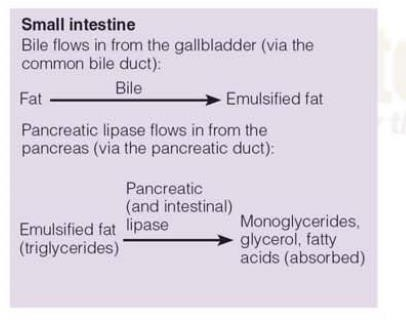 Small intestine
Bile flows in from the gallbladder (via the
common bile duct):
Bile
Fat → Emulsified fat
Pancreatic lipase flows in from the
pancreas (via the pancreatic duct):
Pancreatic
(and intestinal)
lipase
Emulsified fat
(triglycerides)
Monoglycerides,
glycerol, fatty
acids (absorbed)